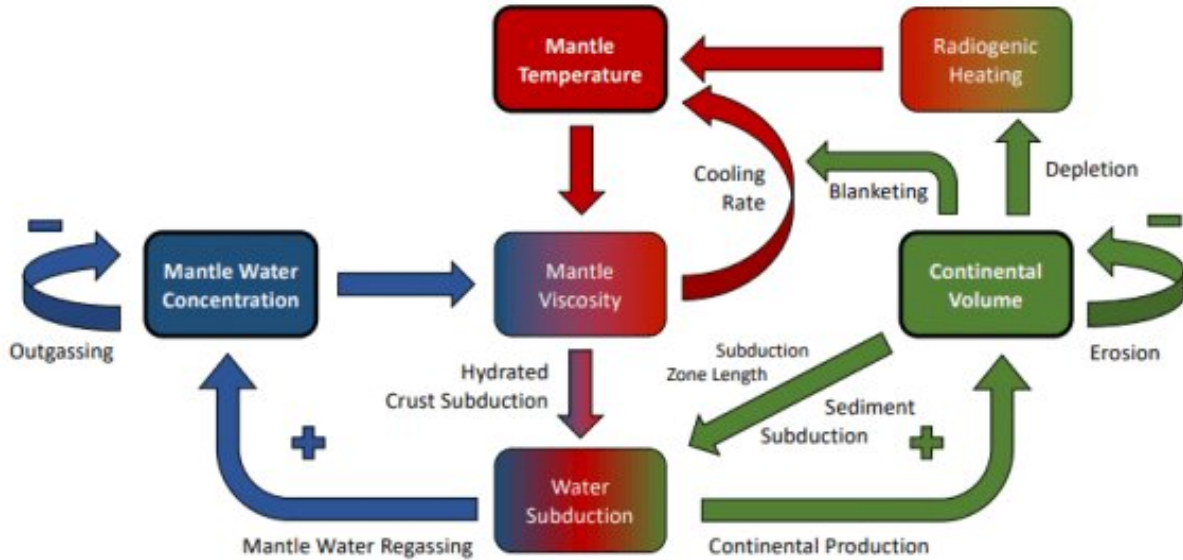 Mantle
Temperature
Radiogenic
Heating
Cooling
Rate
Blanketing
Depletion
Mantle Water
Concentration
Mantle
Viscosity
Continental
Volume
Outgassing
Erosion
Hydrated
Crust Subduction
Subduction
Zone Length
Sediment
Subduction
Water
Subduction
Mantle Water Regassing
Continental Production